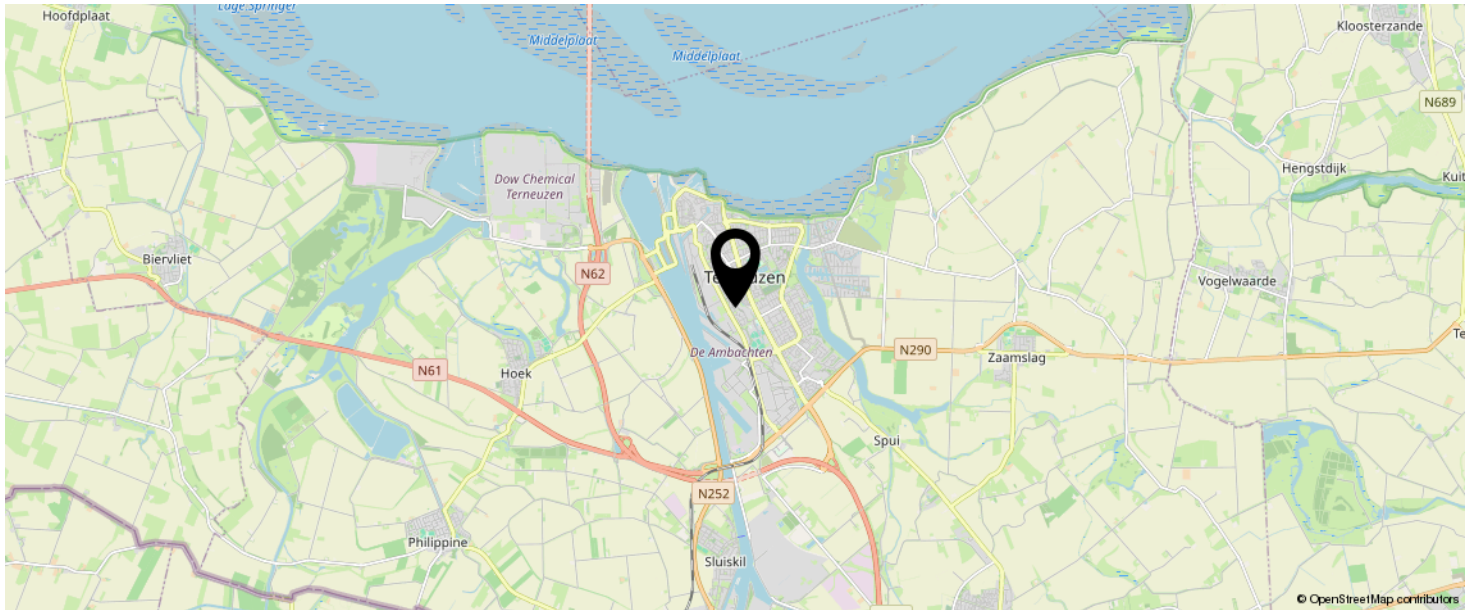 Hoofdplaat
Lage Springer
Middelplaat
Middelplaat
Kloosterzande
N689
Hengstdijk
Dow Chemical
Terneuzen
Biervliet
N62
Vogelwaarde
N61
Hoek
De Ambachten
N290
Zaamslag
Spui
N252
Philippine
Sluiskil
© OpenStreetMap contributors